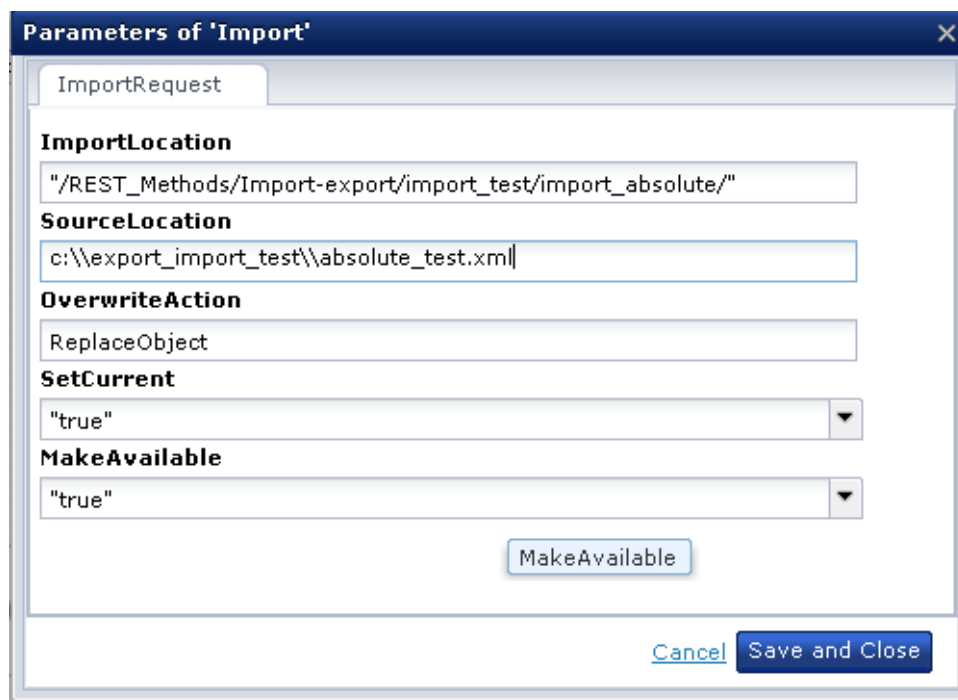 Parameters of 'Import'
ImportRequest
ImportLocation
"/REST_Methods/Import-export/import_test/import_absolute/"
SourceLocation
c:\\export_import_test\\absolute_test.xml
OverwriteAction
ReplaceObject
SetCurrent
"true"
MakeAvailable
"true"
MakeAvailable
Cancel Save and Close